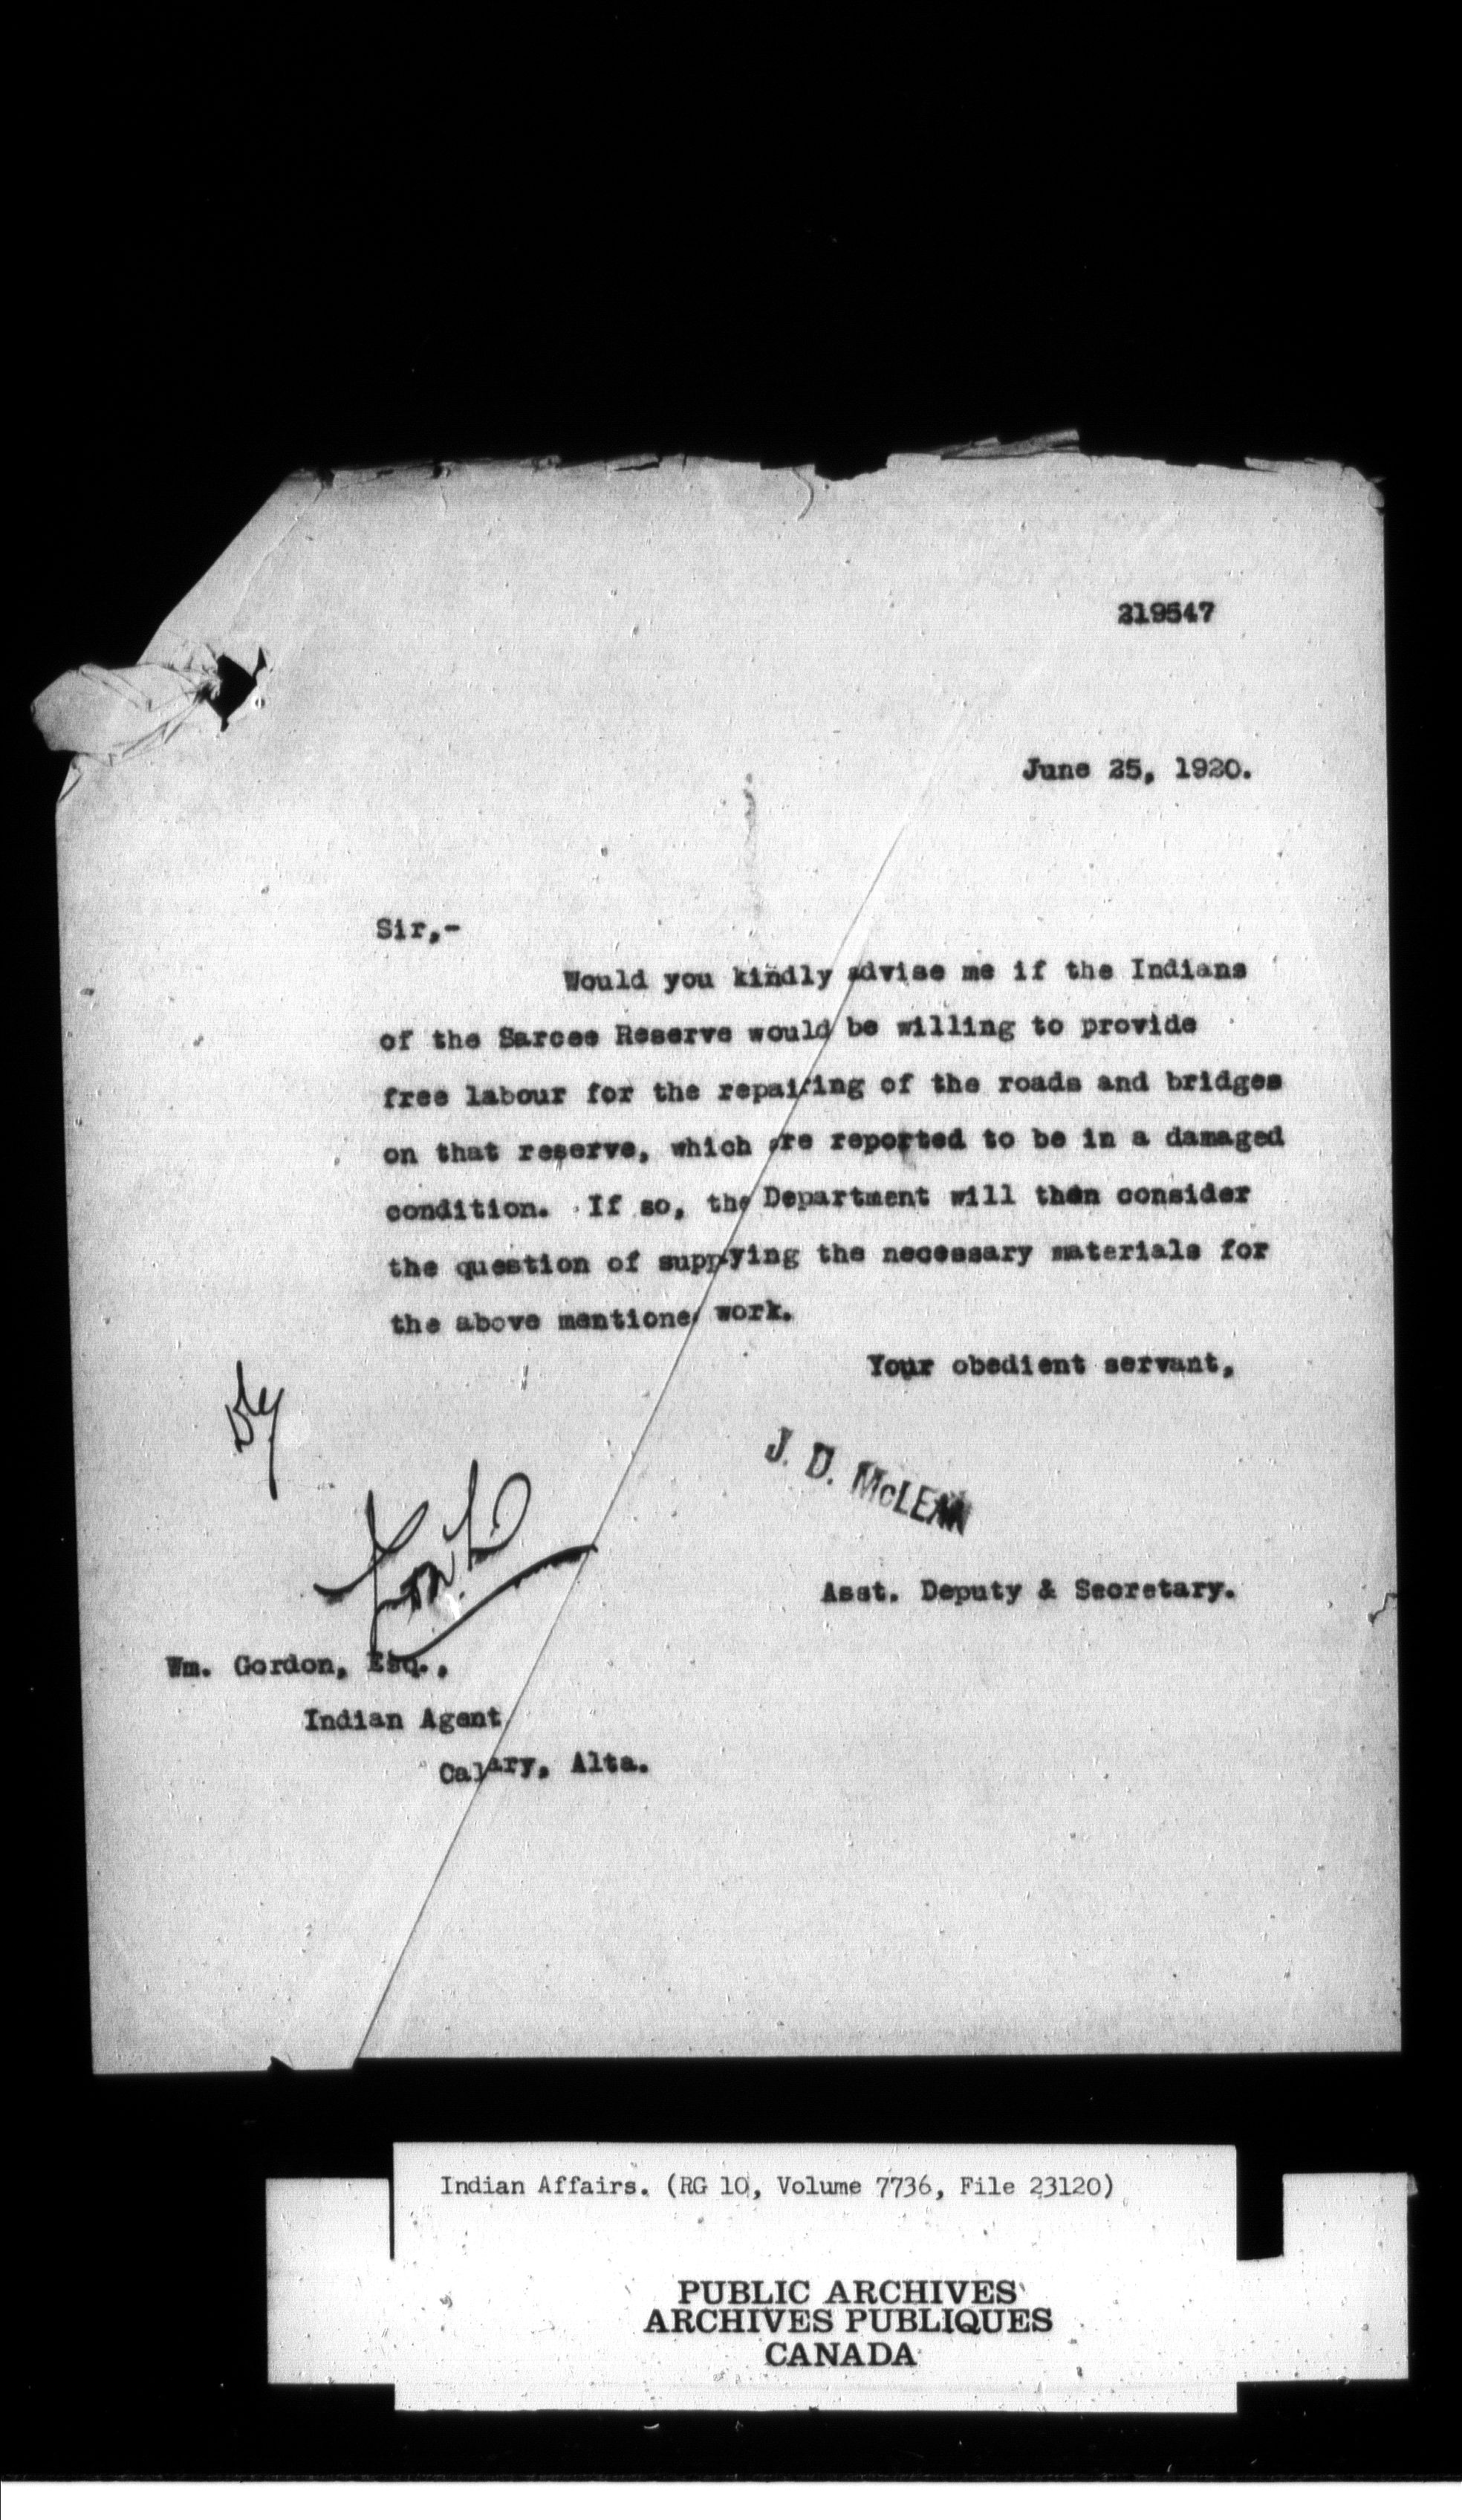 219547
June 25, 1920.
Sir,-
Would you kindly advise me if the Indians
of the Sarcee Reserve would be willing to provide
free labour for the repairing of the roads and bridges
on that reserve, which are reported to be in a damaged
condition. If so, the Department will then consider
the question of supplying the necessary materials for
the above mentioned work.
Your obedient servant,
J. D. McLEAN
Asst. Deputy & Secretary.
Wm. Gordon, Esq.,
Indian Agent,
Calgary, Alta.
Indian Affairs. (RG 10, Volume 7736, File 23120)
PUBLIC ARCHIVES
ARCHIVES PUBLIQUES
CANADA